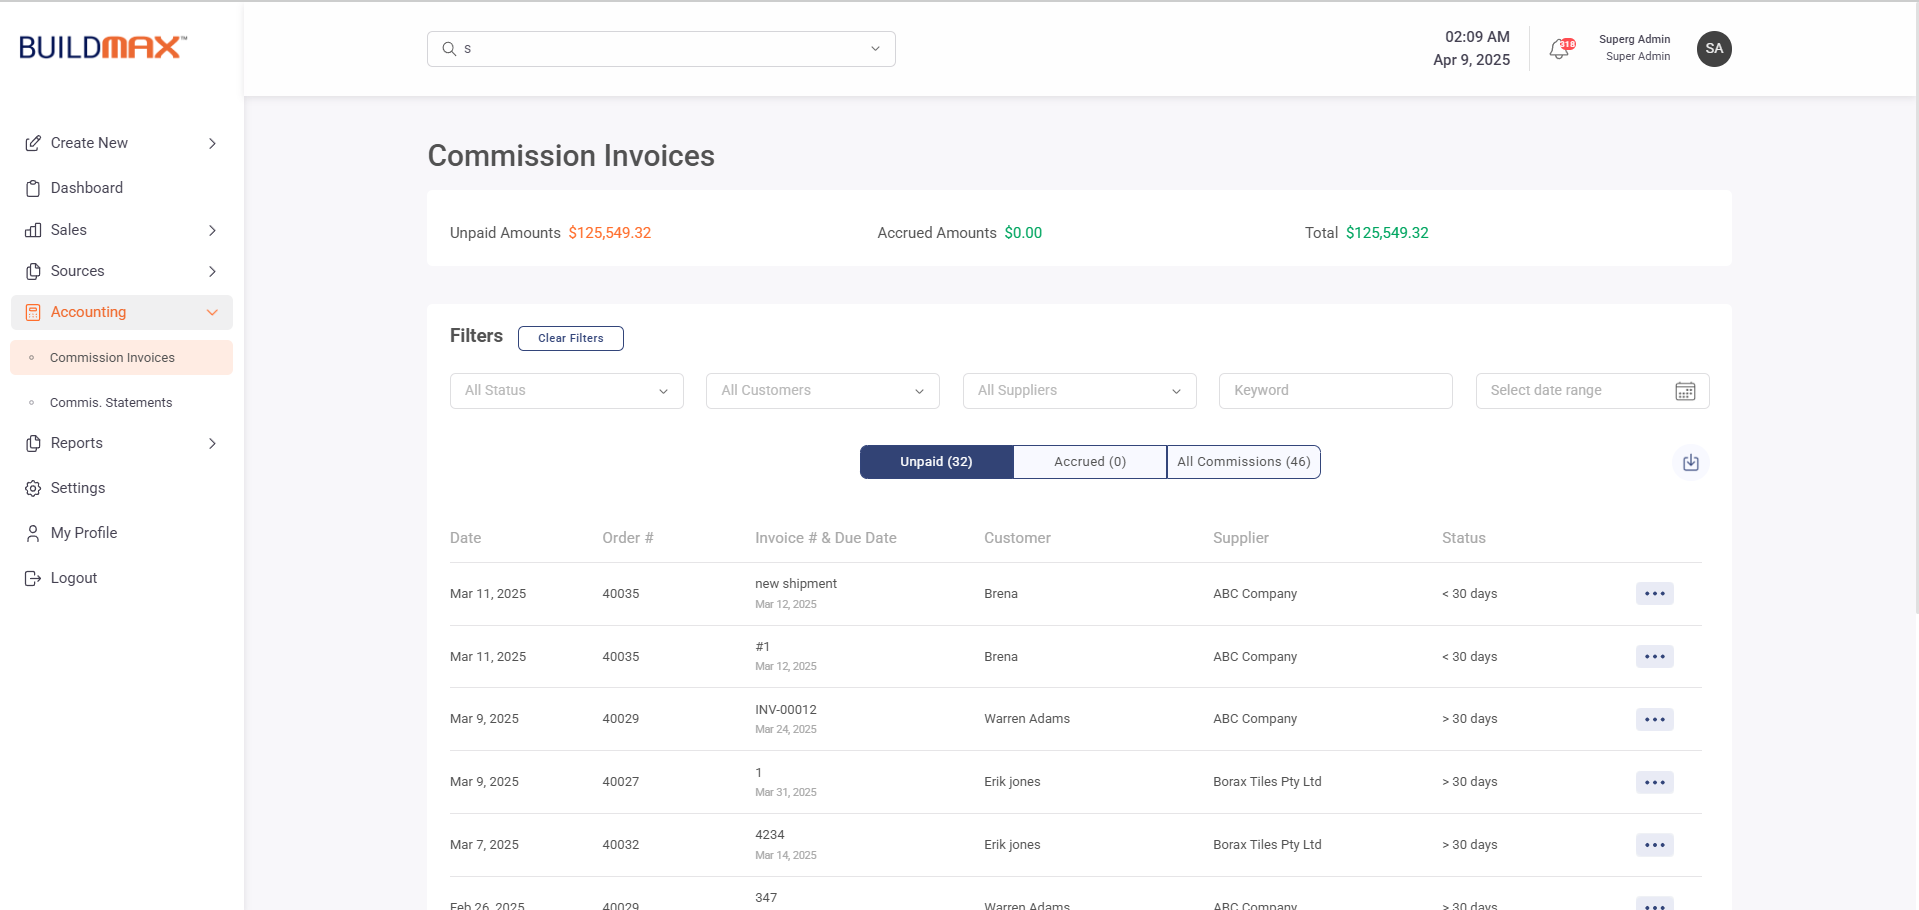 BUILDMAX™
s
02:09 AM
Apr 9, 2025
318
Superg Admin
Super Admin
SA
Create New
Dashboard
Sales
Sources
Accounting
Commission Invoices
Commis. Statements
Reports
Settings
My Profile
Logout
Commission Invoices
Unpaid Amounts $125,549.32 Accrued Amounts $0.00 Total $125,549.32
Filters Clear Filters
All Status All Customers All Suppliers Keyword Select date range
Unpaid (32) Accrued (0) All Commissions (46)
Date Order # Invoice # & Due Date Customer Supplier Status
Mar 11, 2025 40035 new shipment Brena ABC Company < 30 days
Mar 12, 2025
Mar 11, 2025 40035 #1 Brena ABC Company < 30 days
Mar 12, 2025
Mar 9, 2025 40029 INV-00012 Warren Adams ABC Company > 30 days
Mar 24, 2025
Mar 9, 2025 40027 1 Erik jones Borax Tiles Pty Ltd > 30 days
Mar 31, 2025
Mar 7, 2025 40032 4234 Erik jones Borax Tiles Pty Ltd > 30 days
Mar 14, 2025
Feb 26, 2025 40029 347 Warren Adams ABC Company > 30 days